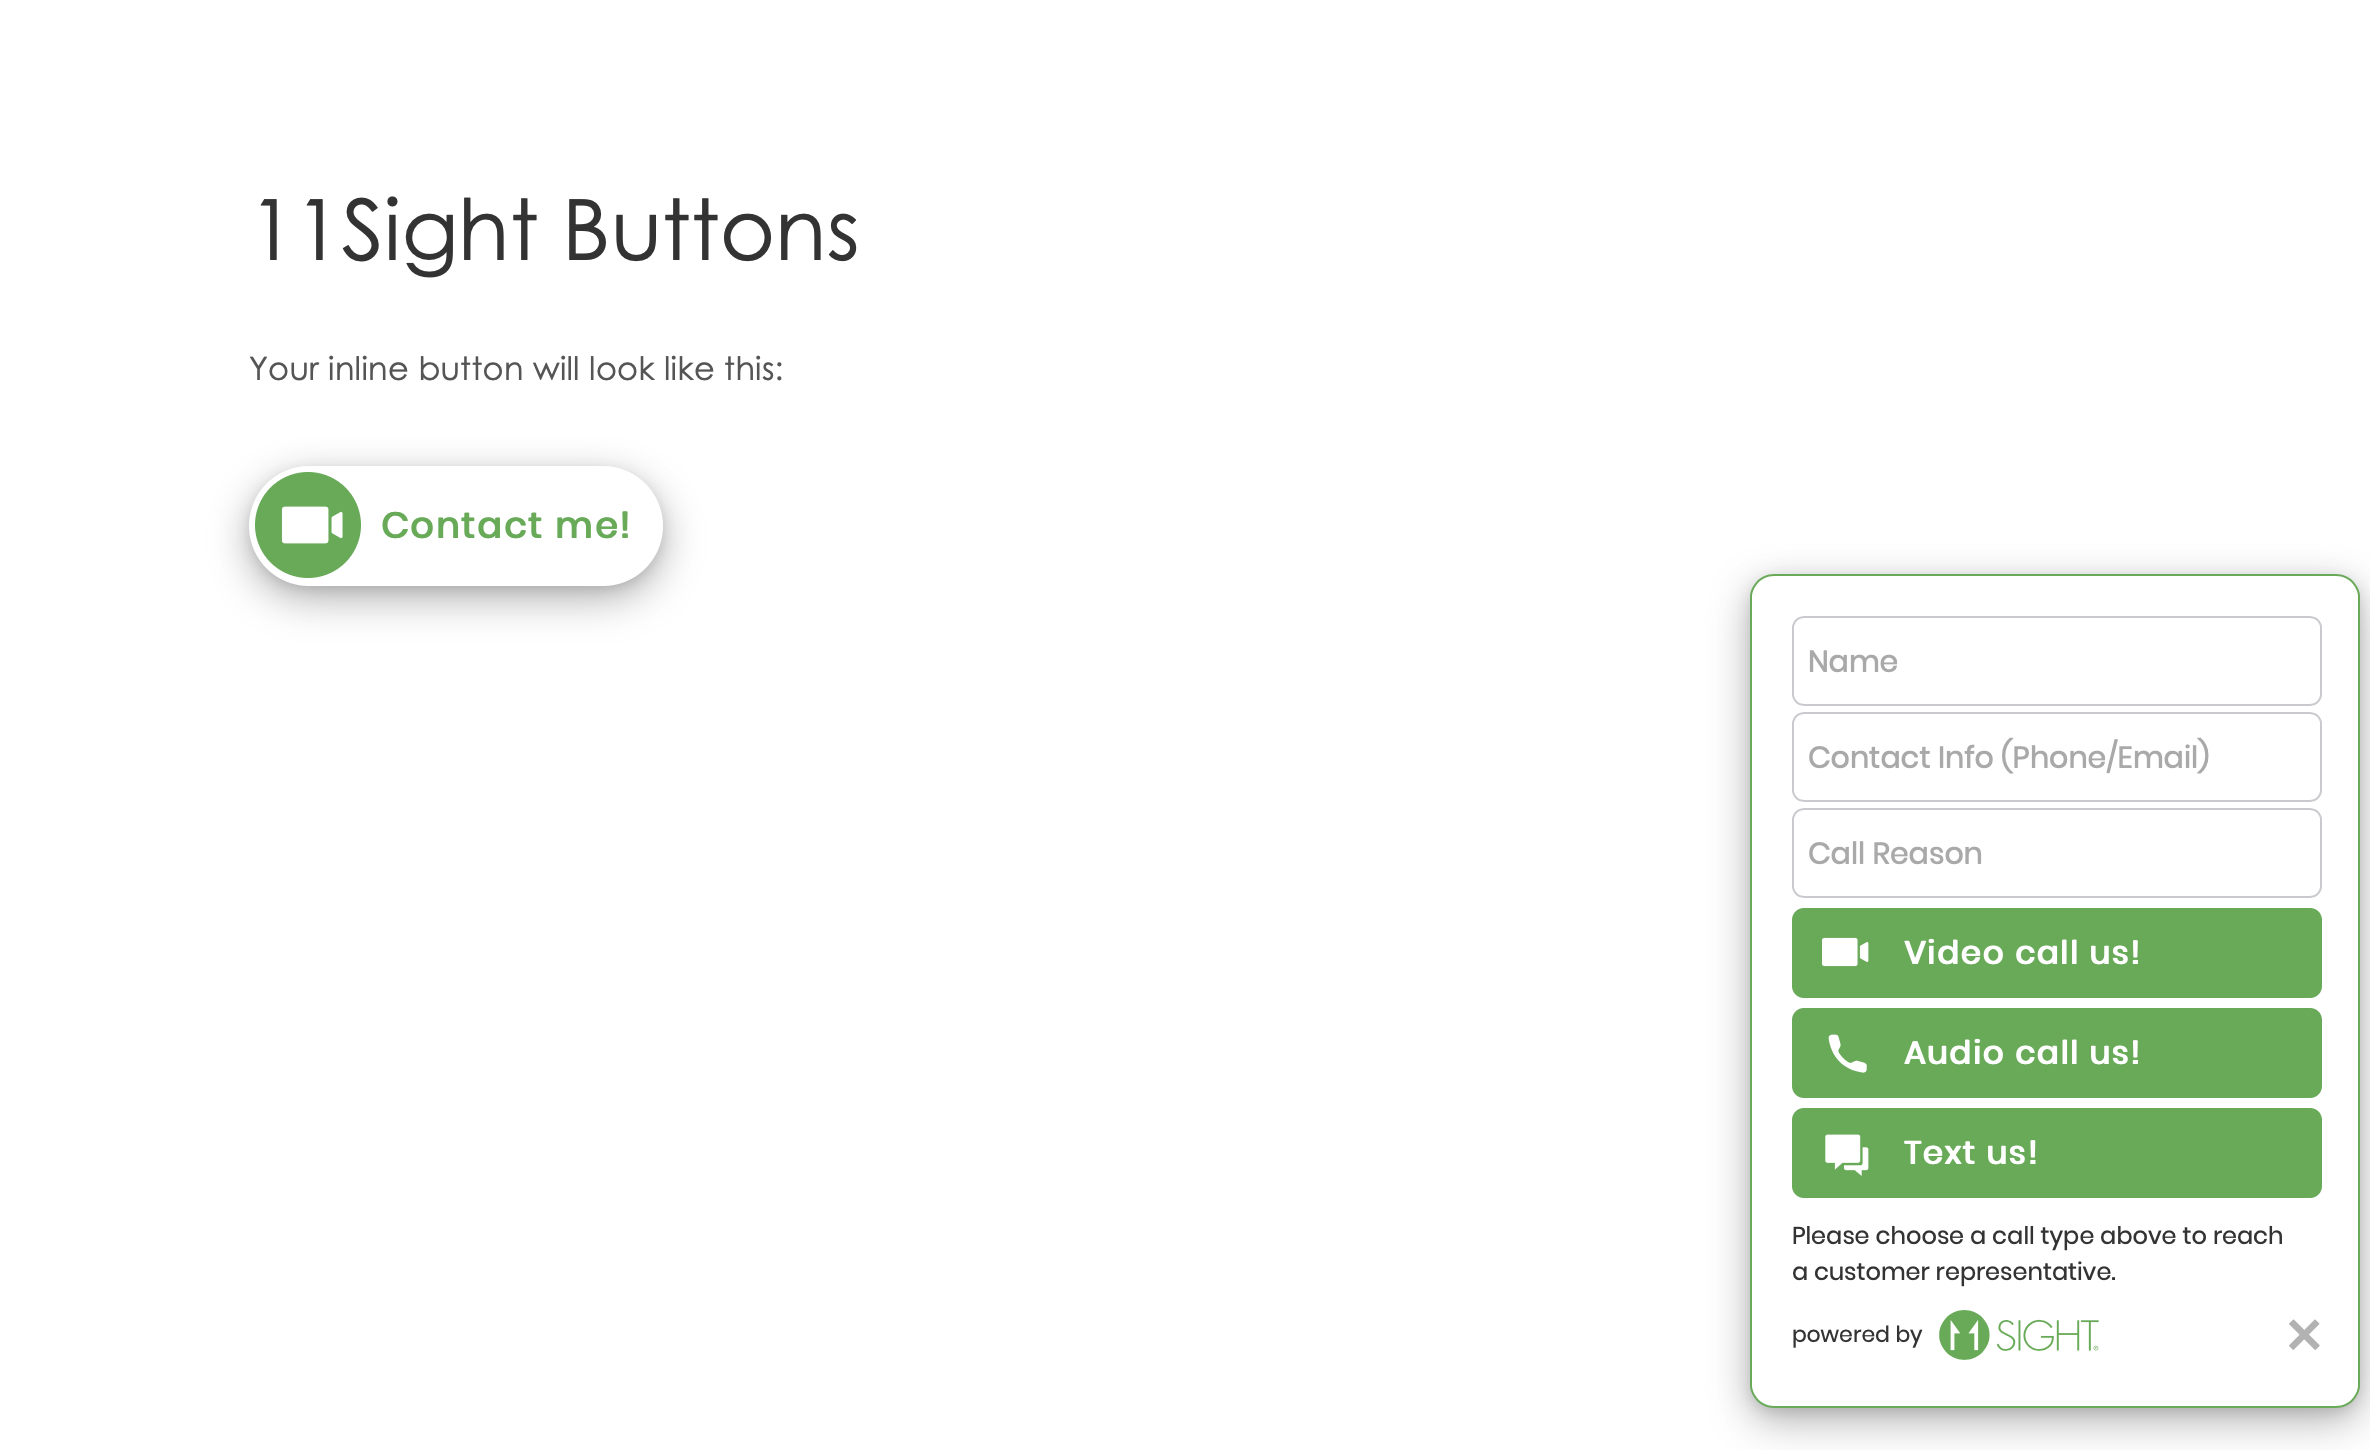 11Sight Buttons
Your inline button will look like this:
Contact me!
Name
Contact Info (Phone/Email)
Call Reason
Video call us!
Audio call us!
Text us!
Please choose a call type above to reach
a customer representative.
powered by 11 SIGHT®